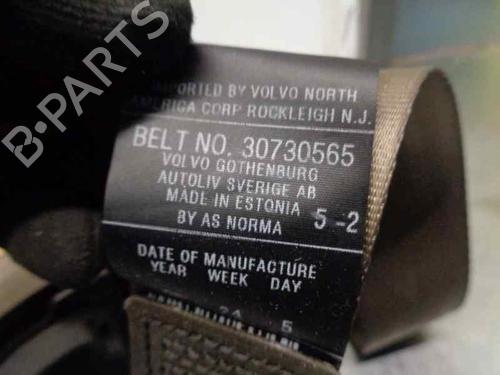 IMPORTED BY VOLVO NORTH
AMERICA CORP. ROCKLEIGH N.J.
BELT NO. 30730565
VOLVO GOTHENBURG
AUTOLIV SVERIGE AB
MADE IN ESTONIA
BY AS NORMA 5-2
DATE OF MANUFACTURE
YEAR WEEK DAY
24 5